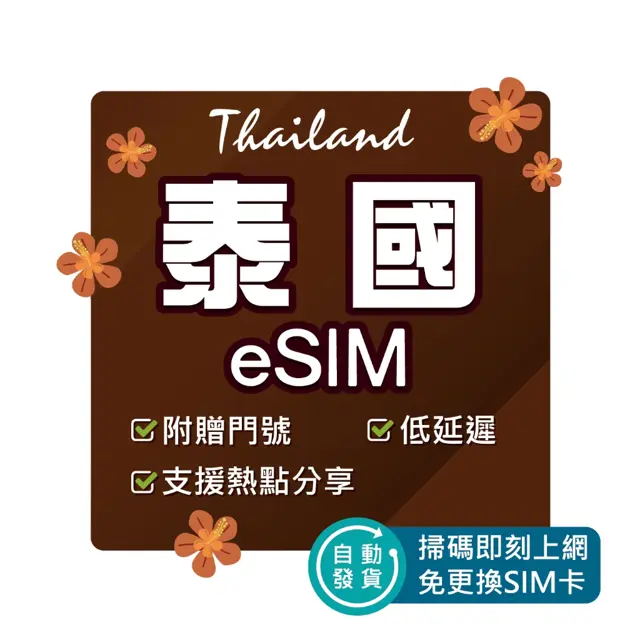 Thailand
泰國
eSIM
附贈門號 低延遲
支援熱點分享
自動
發貨
掃碼即刻上網
免更換SIM卡